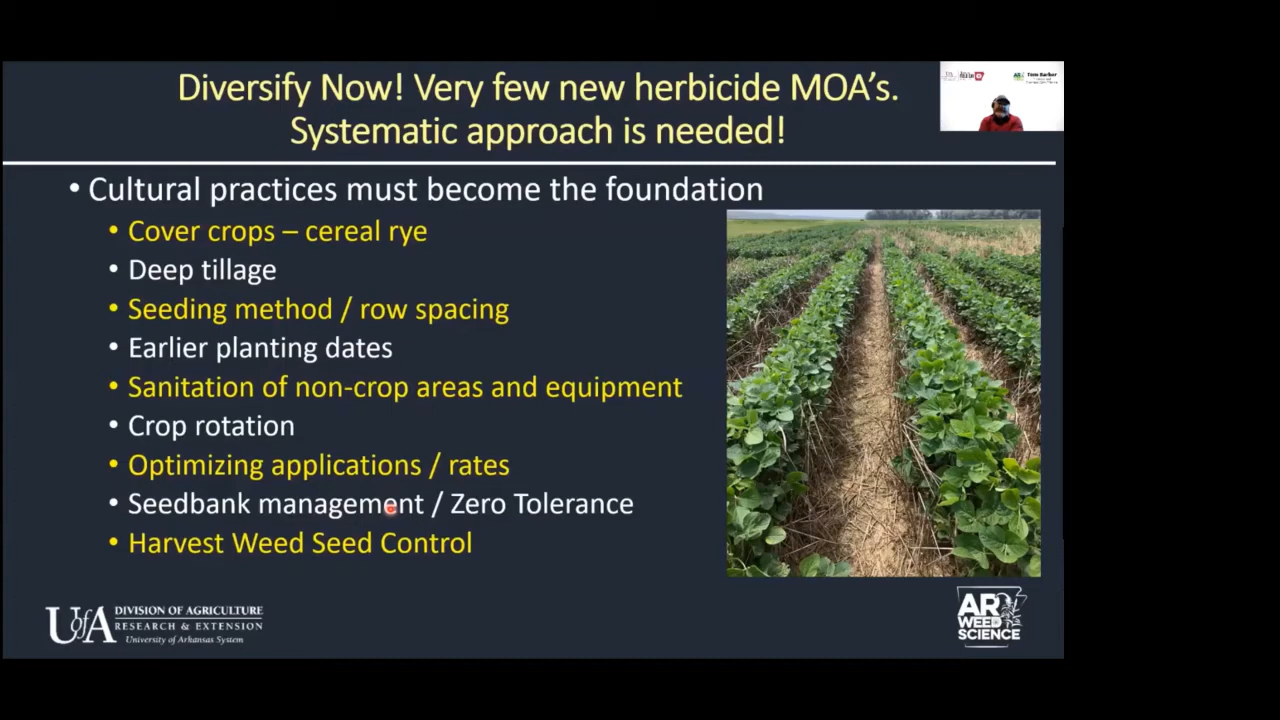 Diversify Now! Very few new herbicide MOA's.
Systematic approach is needed!
Tom Barber
• Cultural practices must become the foundation
• Cover crops – cereal rye
• Deep tillage
• Seeding method / row spacing
• Earlier planting dates
• Sanitation of non-crop areas and equipment
• Crop rotation
• Optimizing applications / rates
• Seedbank management / Zero Tolerance
• Harvest Weed Seed Control
UofA DIVISION OF AGRICULTURE
RESEARCH & EXTENSION
University of Arkansas System
AR
WEED
SCIENCE